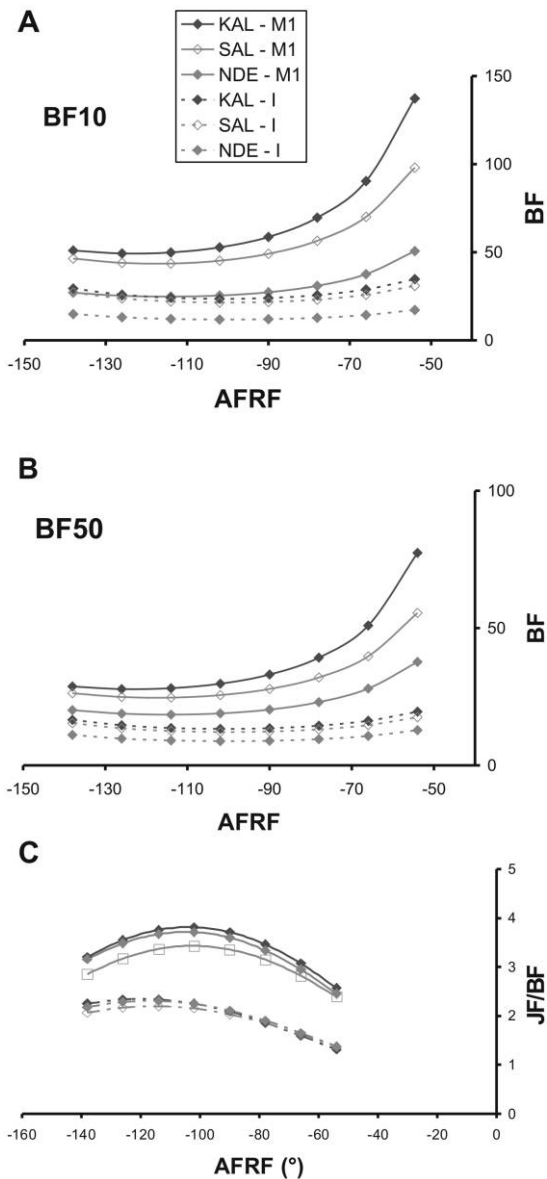 A
KAL - M1
SAL - M1
NDE - M1
KAL - I
SAL - I
NDE - I
BF10
150
100
50
0
BF
-150 -130 -110 -90 -70 -50
AFRF
B
BF50
100
50
0
BF
-150 -130 -110 -90 -70 -50
AFRF
C
5
4
3
2
1
0
JF/BF
-160 -140 -120 -100 -80 -60 -40 -20 0
AFRF (°)